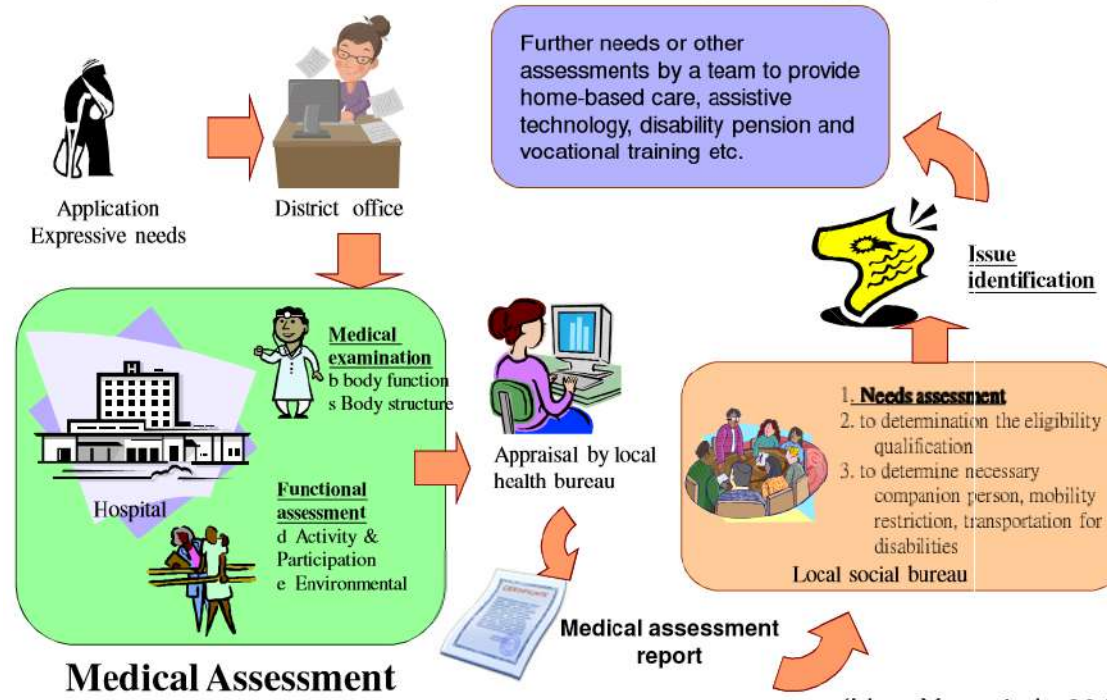 Application
Expressive needs
District office
Further needs or other
assessments by a team to provide
home-based care, assistive
technology, disability pension and
vocational training etc.
Medical
examination
b body function
s Body structure
H
Hospital
Functional
assessment
d Activity &
Participation
e Environmental
Medical Assessment
Appraisal by local
health bureau
CERTIFICATE
Medical assessment
report
1. Needs assessment
2. to determination the eligibility
qualification
3. to determine necessary
companion person, mobility
restriction, transportation for
disabilities
Local social bureau
Issue
identification